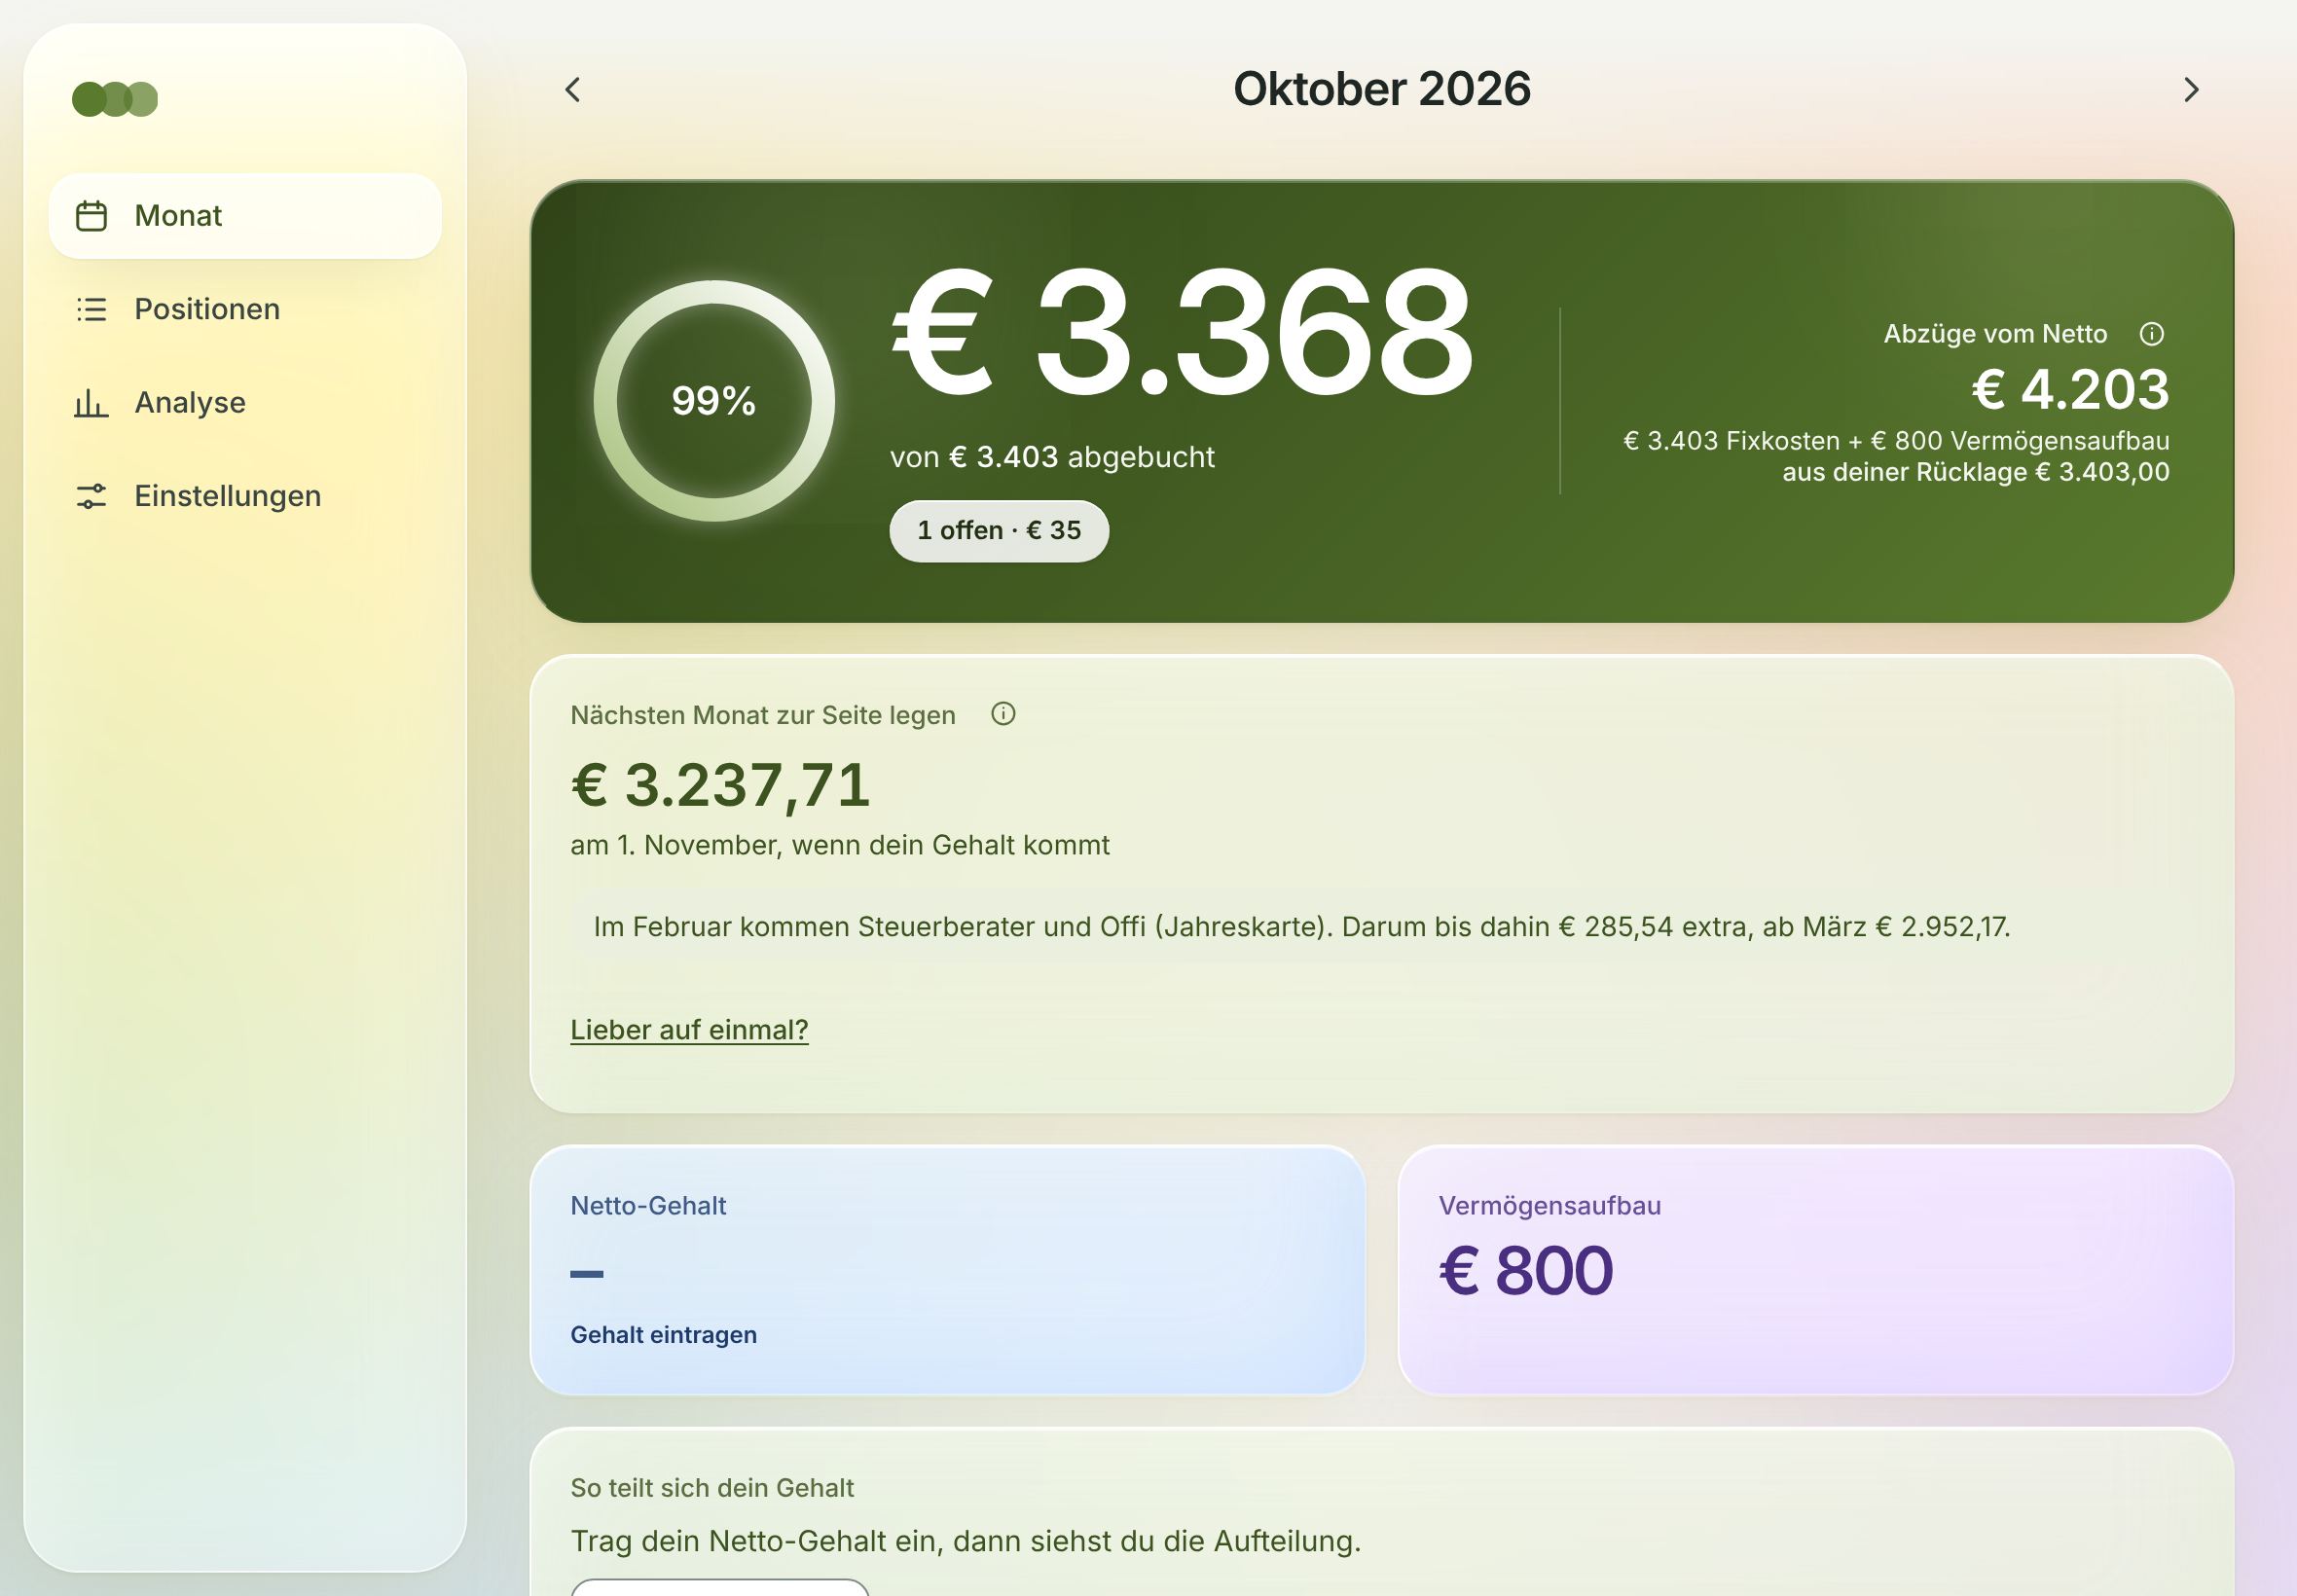 Oktober 2026
Monat
Positionen
Analyse
Einstellungen
99%
€ 3.368
von € 3.403 abgebucht
1 offen · € 35
Abzüge vom Netto
€ 4.203
€ 3.403 Fixkosten + € 800 Vermögensaufbau
aus deiner Rücklage € 3.403,00
Nächsten Monat zur Seite legen
€ 3.237,71
am 1. November, wenn dein Gehalt kommt
Im Februar kommen Steuerberater und Offi (Jahreskarte). Darum bis dahin € 285,54 extra, ab März € 2.952,17.
Lieber auf einmal?
Netto-Gehalt
–
Gehalt eintragen
Vermögensaufbau
€ 800
So teilt sich dein Gehalt
Trag dein Netto-Gehalt ein, dann siehst du die Aufteilung.